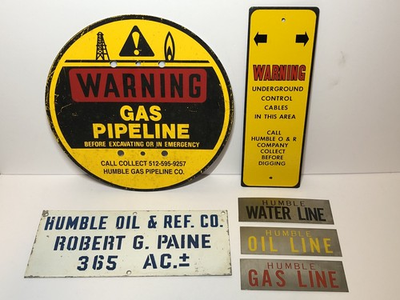 WARNING
GAS
PIPELINE
BEFORE EXCAVATING OR IN EMERGENCY
CALL COLLECT 512-595-9257
HUMBLE GAS PIPELINE CO.
WARNING
UNDERGROUND
CONTROL
CABLES
IN THIS AREA
CALL
HUMBLE O & R
COMPANY
COLLECT
BEFORE
DIGGING
HUMBLE OIL & REF. CO.
ROBERT G. PAINE
365 AC.±
HUMBLE
WATER LINE
HUMBLE
OIL LINE
HUMBLE
GAS LINE